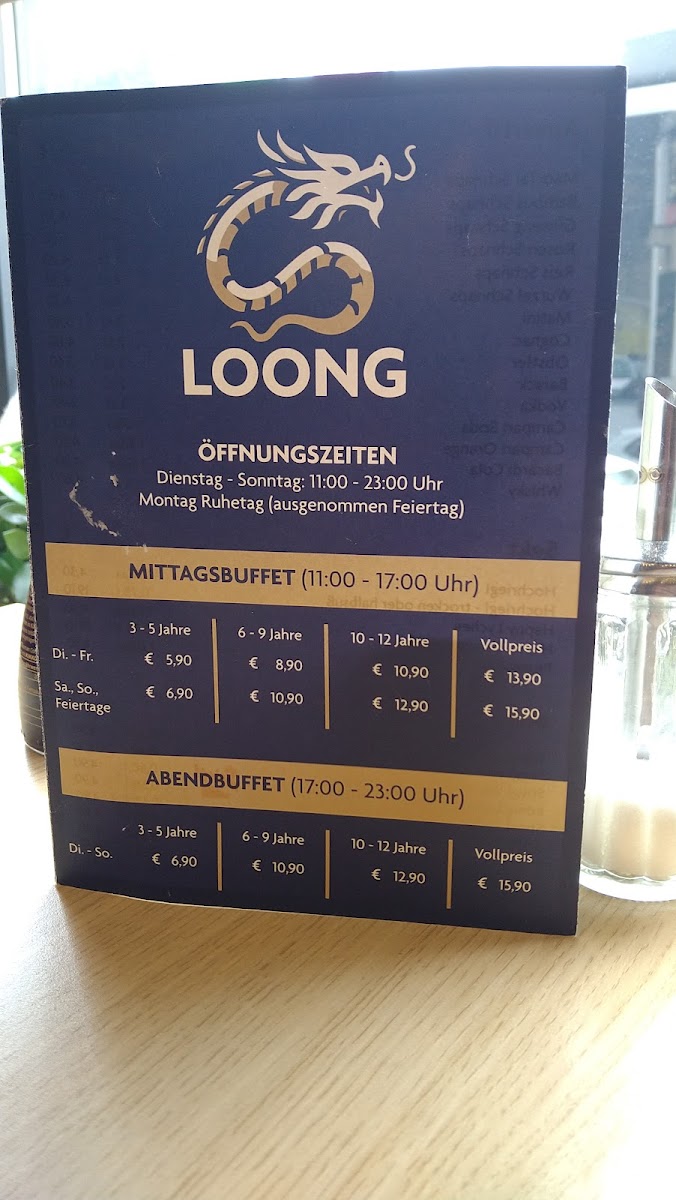 LOONG
ÖFFNUNGSZEITEN
Dienstag - Sonntag: 11:00 - 23:00 Uhr
Montag Ruhetag (ausgenommen Feiertag)
MITTAGSBUFFET (11:00 - 17:00 Uhr)
3 - 5 Jahre 6 - 9 Jahre 10 - 12 Jahre Vollpreis
Di. - Fr. € 5,90 € 8,90 € 10,90 € 13,90
Sa., So., Feiertage € 6,90 € 10,90 € 12,90 € 15,90
ABENDBUFFET (17:00 - 23:00 Uhr)
3 - 5 Jahre 6 - 9 Jahre 10 - 12 Jahre Vollpreis
Di. - So. € 6,90 € 10,90 € 12,90 € 15,90